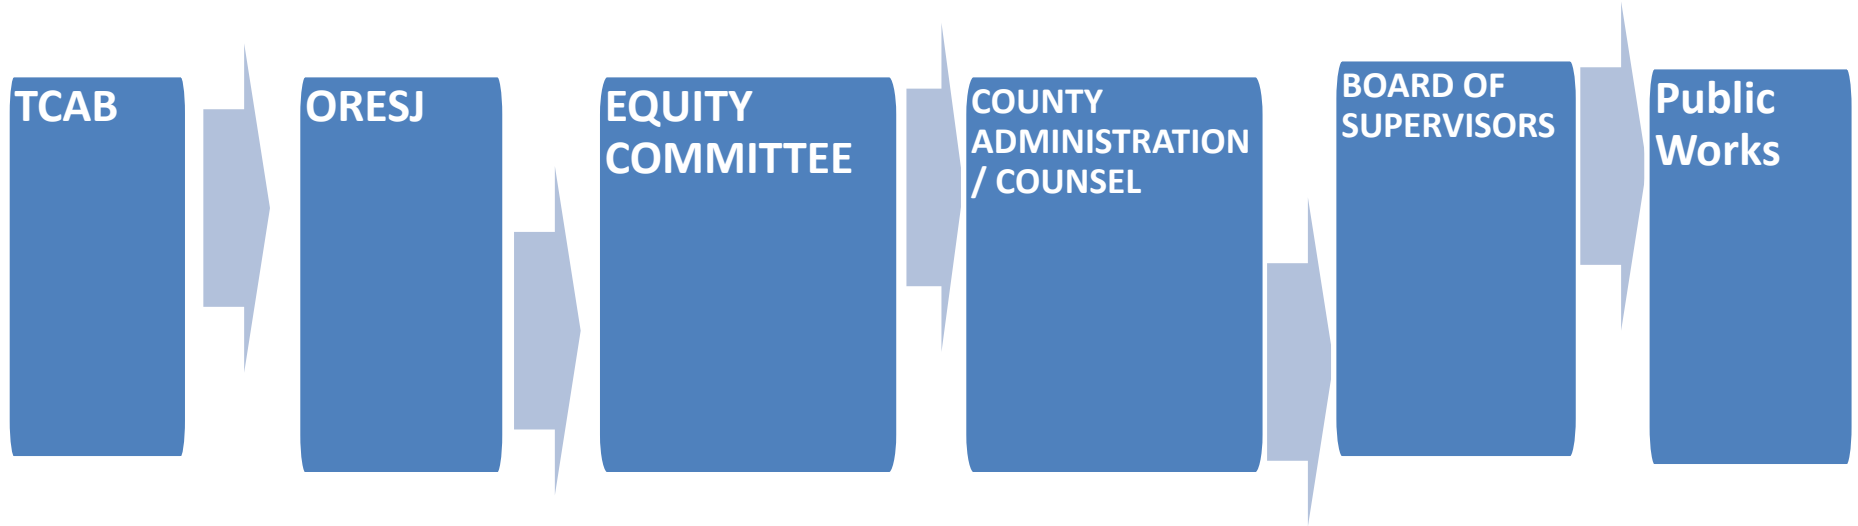 TCAB
ORESJ
EQUITY
COMMITTEE
COUNTY
ADMINISTRATION
/ COUNSEL
BOARD OF
SUPERVISORS
Public
Works